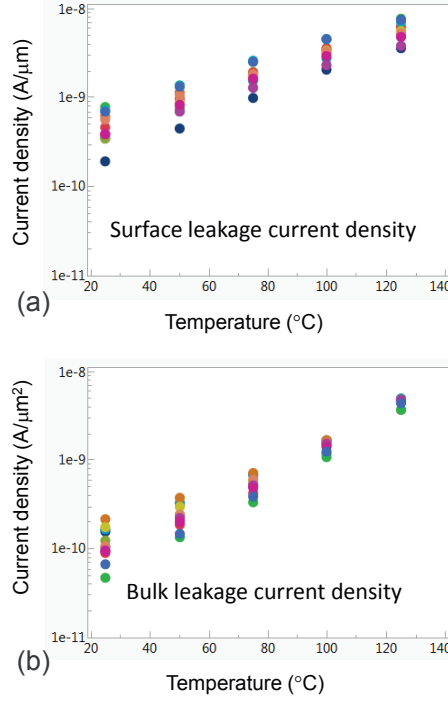 1e-8
Current density (A/μm)
1e-9
1e-10
Surface leakage current density
1e-11
20 40 60 80 100 120 140
(a)
Temperature (°C)
1e-8
Current density (A/μm²)
1e-9
1e-10
Bulk leakage current density
1e-11
20 40 60 80 100 120 140
(b)
Temperature (°C)